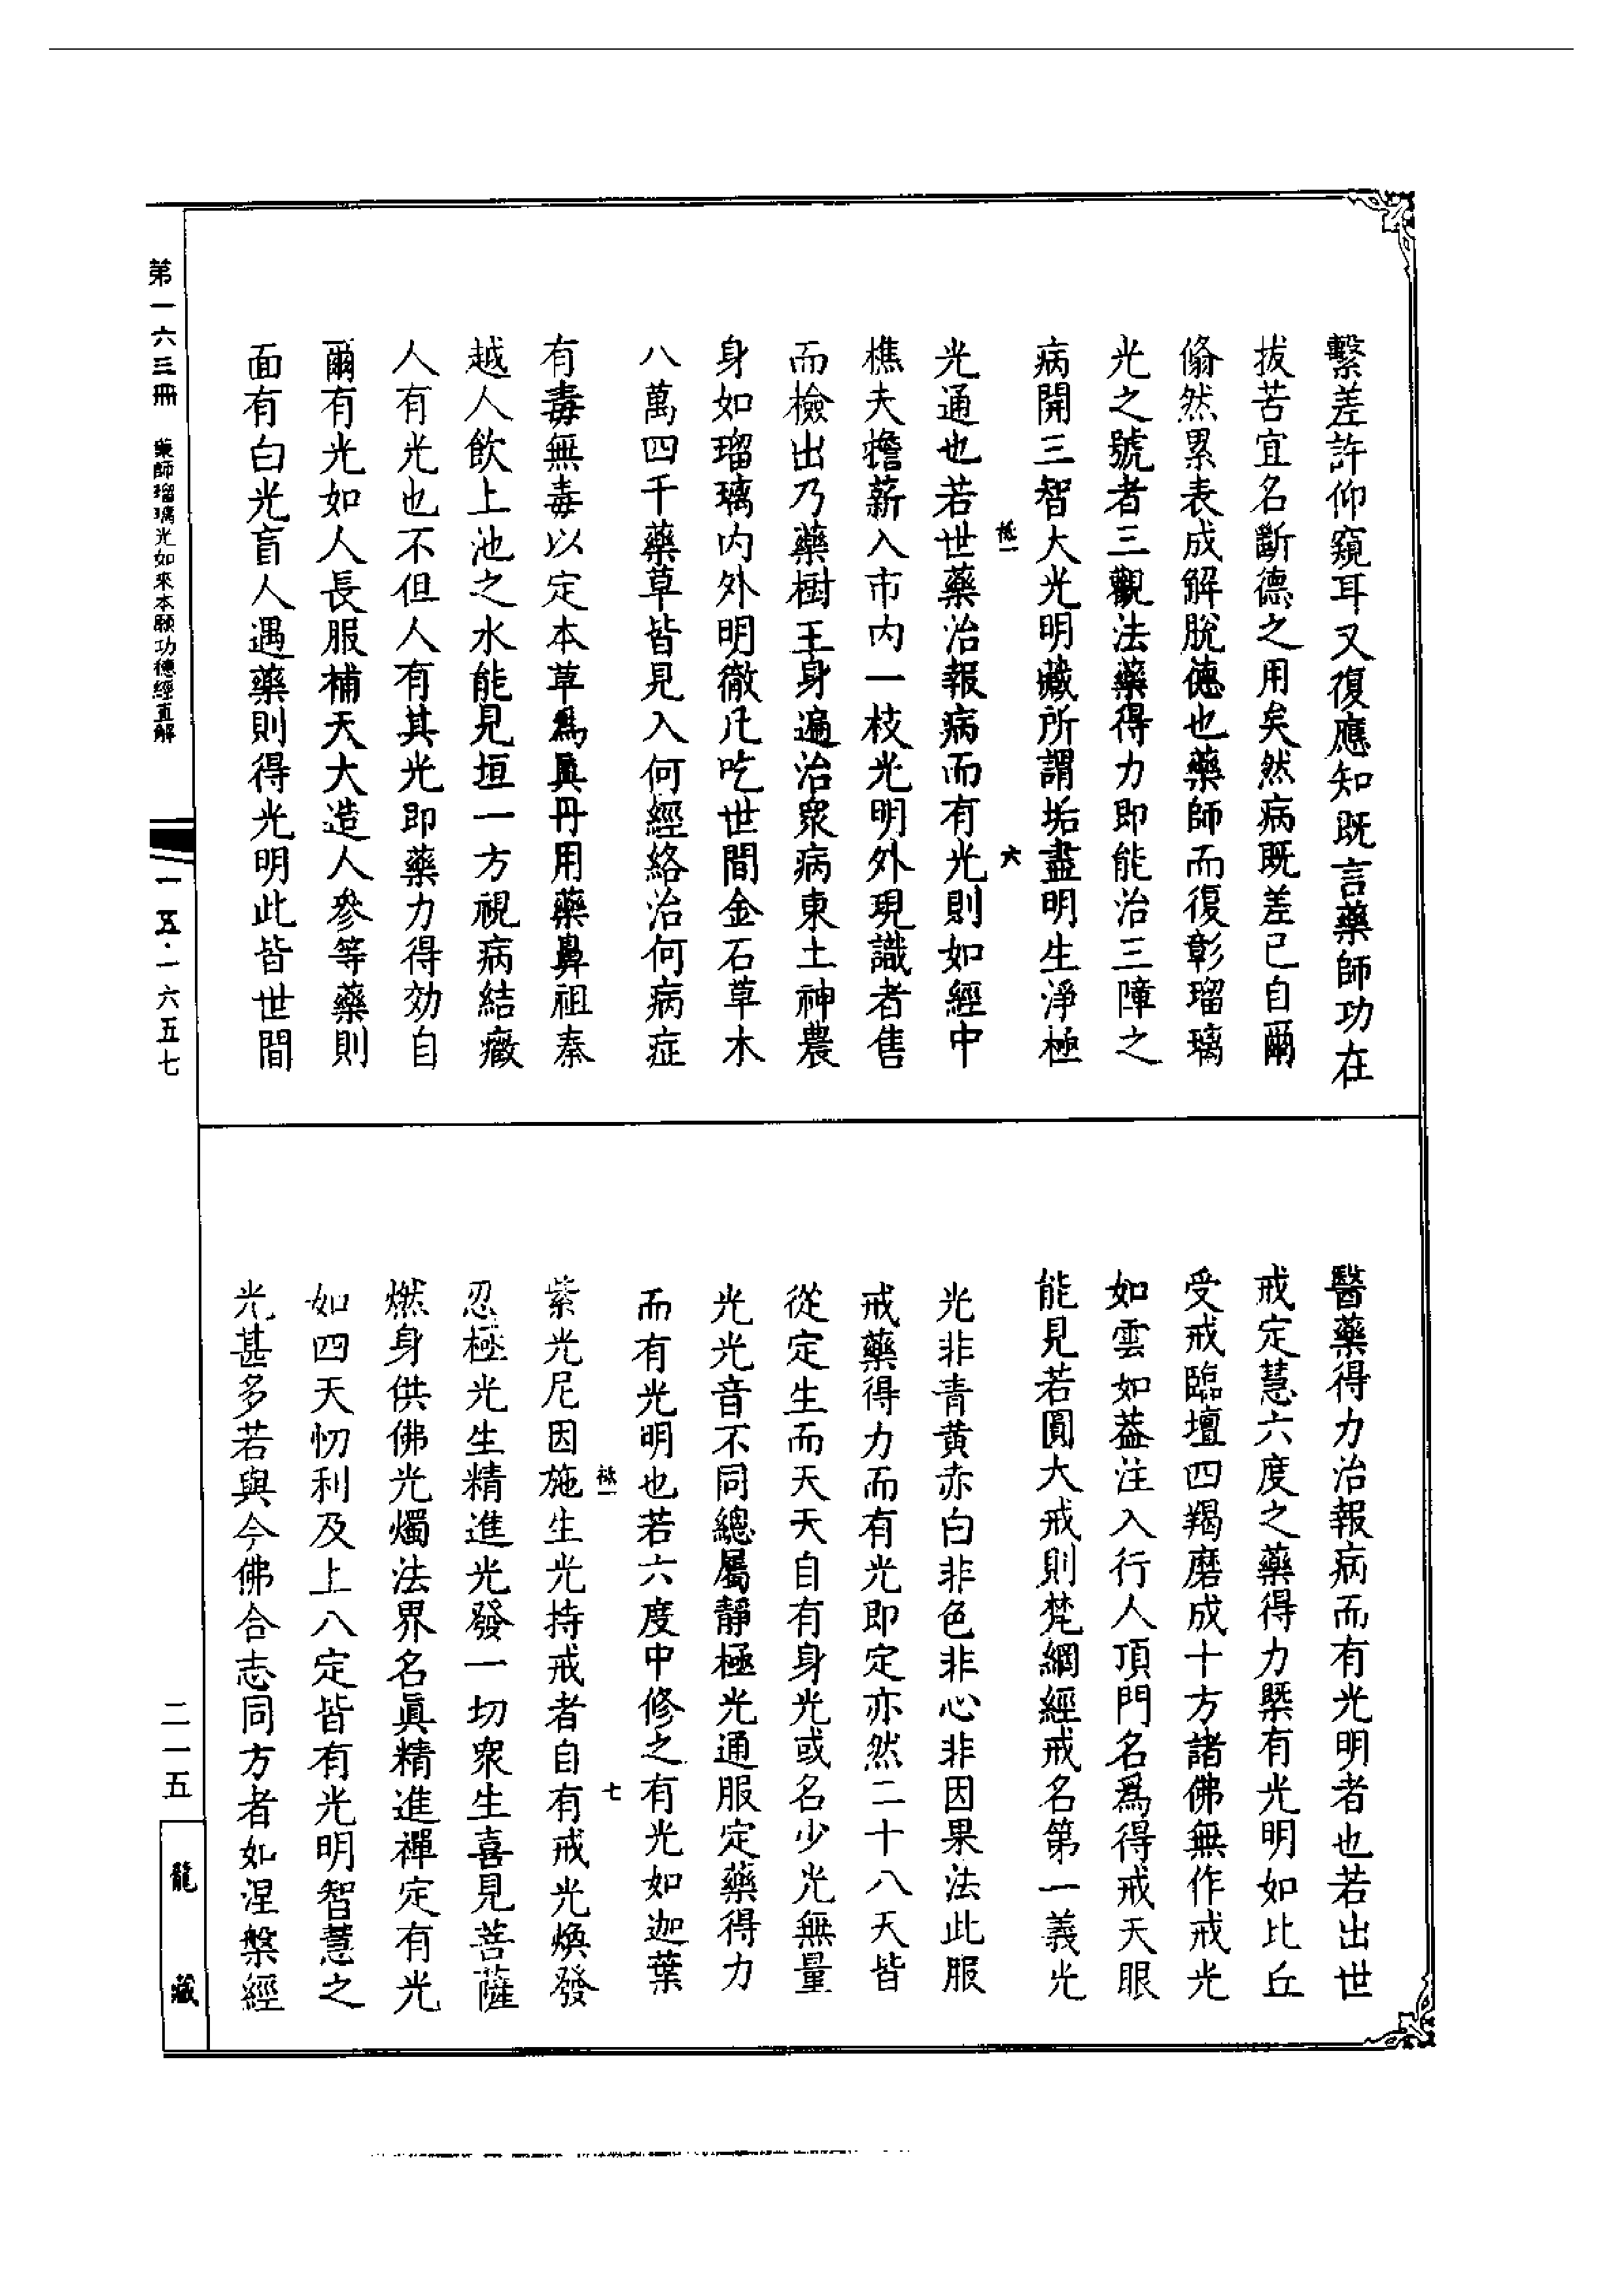 繫差許仰窺耳又復應知既言藥師功在
拔苦宜名斷德之用矣然病既差已自爾
翛然累表成解脫德也藥師而復彰瑠璃
光之號者三觀法藥得力即能治三障之
病開三智大光明藏所謂垢盡明生淨極
六
光通也若世藥治報病而有光則如經中
樵夫擔薪入市內一枝光明外現識者售
而檢出乃藥樹王身遍治眾病東土神農
身如瑠璃內外明徹凡吃世間金石草木
八萬四千藥草皆見入何經絡治何病症
有毒無毒以定本草爲眞丹用藥鼻祖秦
越人飲上池之水能見垣一方視病結癥
人有光也不但人有其光即藥力得効自
爾有光如人長服補天大造人參等藥則
面有白光盲人遇藥則得光明此皆世間
醫藥得力治報病而有光明者也若出世
戒定慧六度之藥得力槩有光明如比丘
受戒臨壇四羯磨成十方諸佛無作戒光
如雲如葢注入行人頂門名爲得戒天眼
能見若圓大戒則梵綱經戒名第一義光
光非青黃赤白非色非心非因果法此服
戒藥得力而有光即定亦然二十八天皆
從定生而天天自有身光或名少光無量
光光音不同總屬靜極光通服定藥得力
而有光明也若六度中修之有光如迦葉
七
紫光尼因施生光持戒者自有戒光煥發
忍極光生精進光發一切眾生喜見菩薩
燃身供佛光燭法界名眞精進禪定有光
如四天忉利及上八定皆有光明智慧之
光甚多若與今佛合志同方者如涅槃經
第一六三冊 藥師瑠璃光如來本願功德經直解
一一五·一六五七
二一五
龍藏